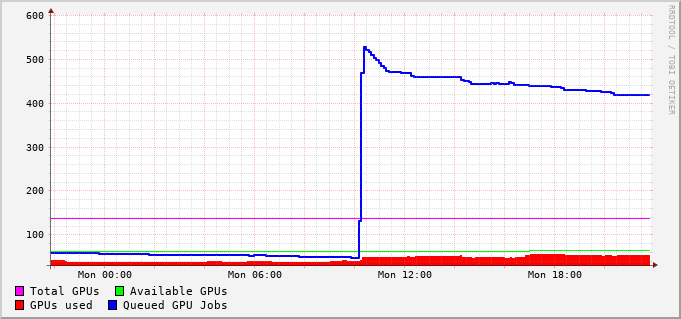 600
500
400
300
200
100
Mon 00:00 Mon 06:00 Mon 12:00 Mon 18:00
Total GPUs Available GPUs
GPUs used Queued GPU Jobs
RRDTOOL / TOBI OETIKER